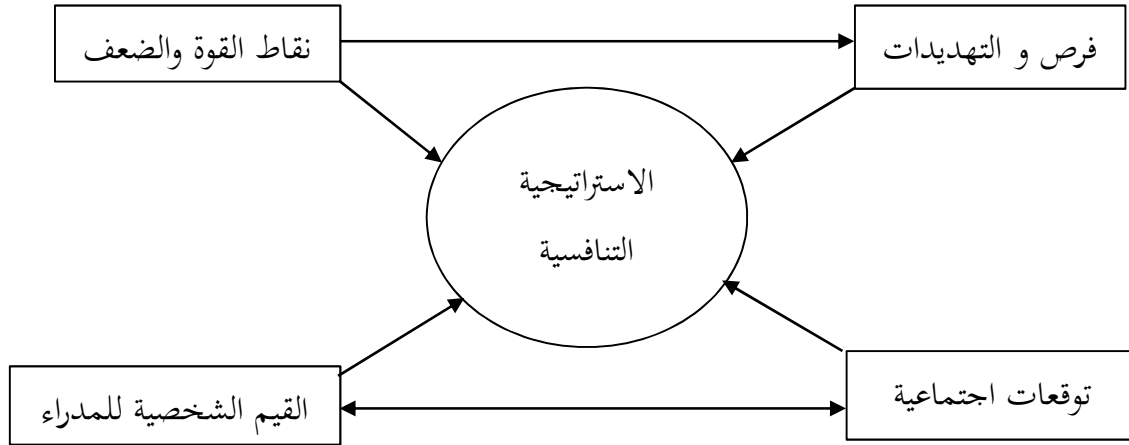 فرص و التهديدات
نقاط القوة والضعف
الاستراتيجية
التنافسية
توقعات اجتماعية
القيم الشخصية للمدراء